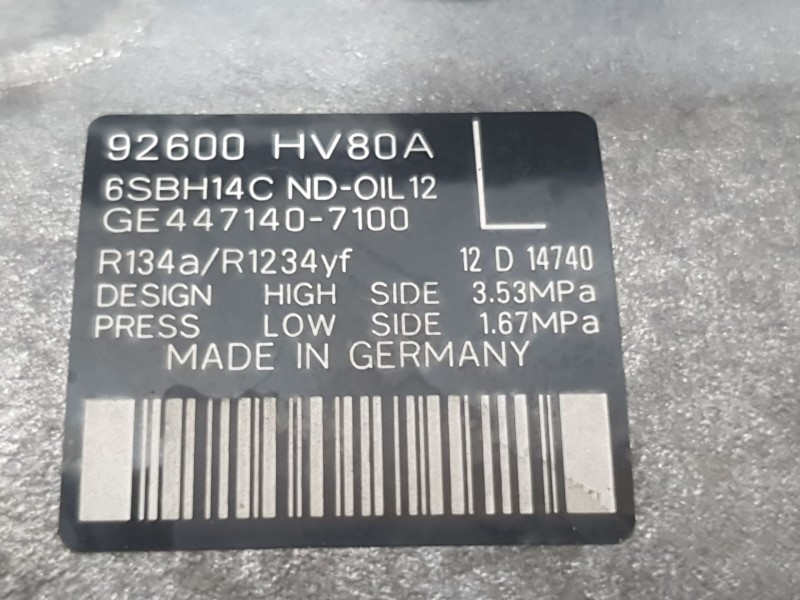 92600 HV80A L
6SBH14C ND-OIL12
GE447140-7100
R134a/R1234yf 12 D 14740
DESIGN HIGH SIDE 3.53MPa
PRESS LOW SIDE 1.67MPa
MADE IN GERMANY